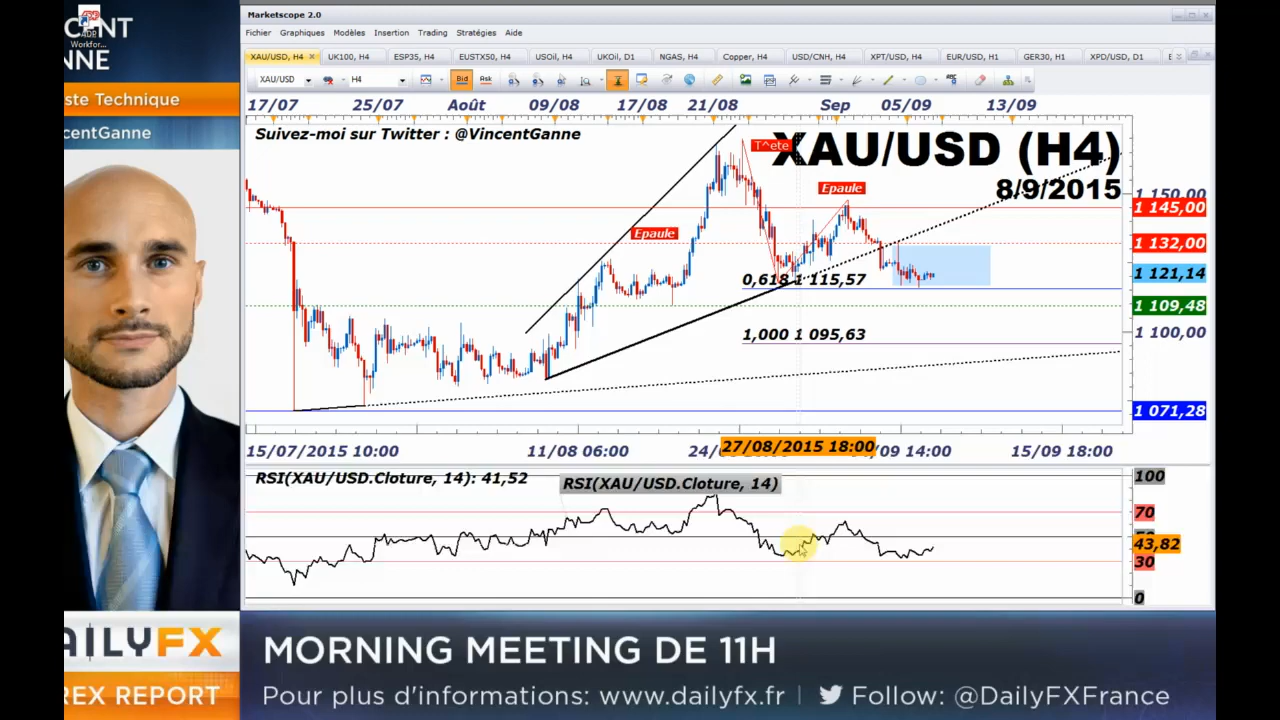 CENT
NNE
ADP
Workfor...
ste Technique
centGanne
Marketscope 2.0
Fichier Graphiques Modèles Insertion Trading Stratégies Aide
XAU/USD, H4 UK100, H4 ESP35, H4 EUSTX50, H4 USOil, H4 UKOil, D1 NGAS, H4 Copper, H4 USD/CNH, H4 XPT/USD, H4 EUR/USD, H1 GER30, H1 XPD/USD, D1 E
XAU/USD H4 Bid Ask ABC
17/07 25/07 Août 09/08 17/08 21/08 Sep 05/09 13/09
Suivez-moi sur Twitter : @VincentGanne
XAU/USD (H4)
8/9/2015
T^ete
Epaule
Epaule
1 150,00
1 145,00
1 132,00
0,618 1 115,57
1 121,14
1 109,48
1,000 1 095,63
1 100,00
1 071,28
15/07/2015 10:00 11/08 06:00 24/ 27/08/2015 18:00 /09 14:00 15/09 18:00
RSI(XAU/USD.Cloture, 14): 41,52
RSI(XAU/USD.Cloture, 14)
100
70
43,82
30
0
AILYFX
REX REPORT
MORNING MEETING DE 11H
Pour plus d'informations: www.dailyfx.fr Follow: @DailyFXFrance